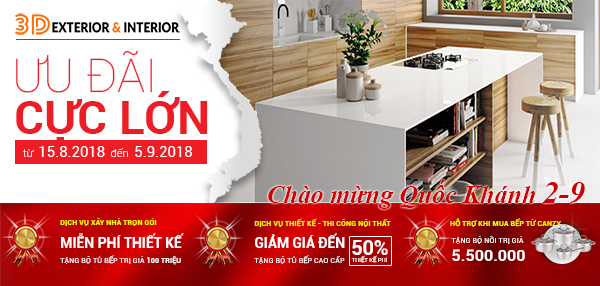 3D EXTERIOR & INTERIOR
ƯU ĐÃI
CỰC LỚN
từ 15.8.2018 đến 5.9.2018
Chào mừng Quốc Khánh 2-9
DỊCH VỤ XÂY NHÀ TRỌN GÓI
MIỄN PHÍ THIẾT KẾ
TẶNG BỘ TỦ BẾP TRỊ GIÁ 100 TRIỆU
DỊCH VỤ THIẾT KẾ - THI CÔNG NỘI THẤT
GIẢM GIÁ ĐẾN 50%
THIẾT KẾ PHÍ
TẶNG BỘ TỦ BẾP CAO CẤP
HỖ TRỢ KHI MUA BẾP TỪ CANZY
TẶNG BỘ NỒI TRỊ GIÁ
5.500.000